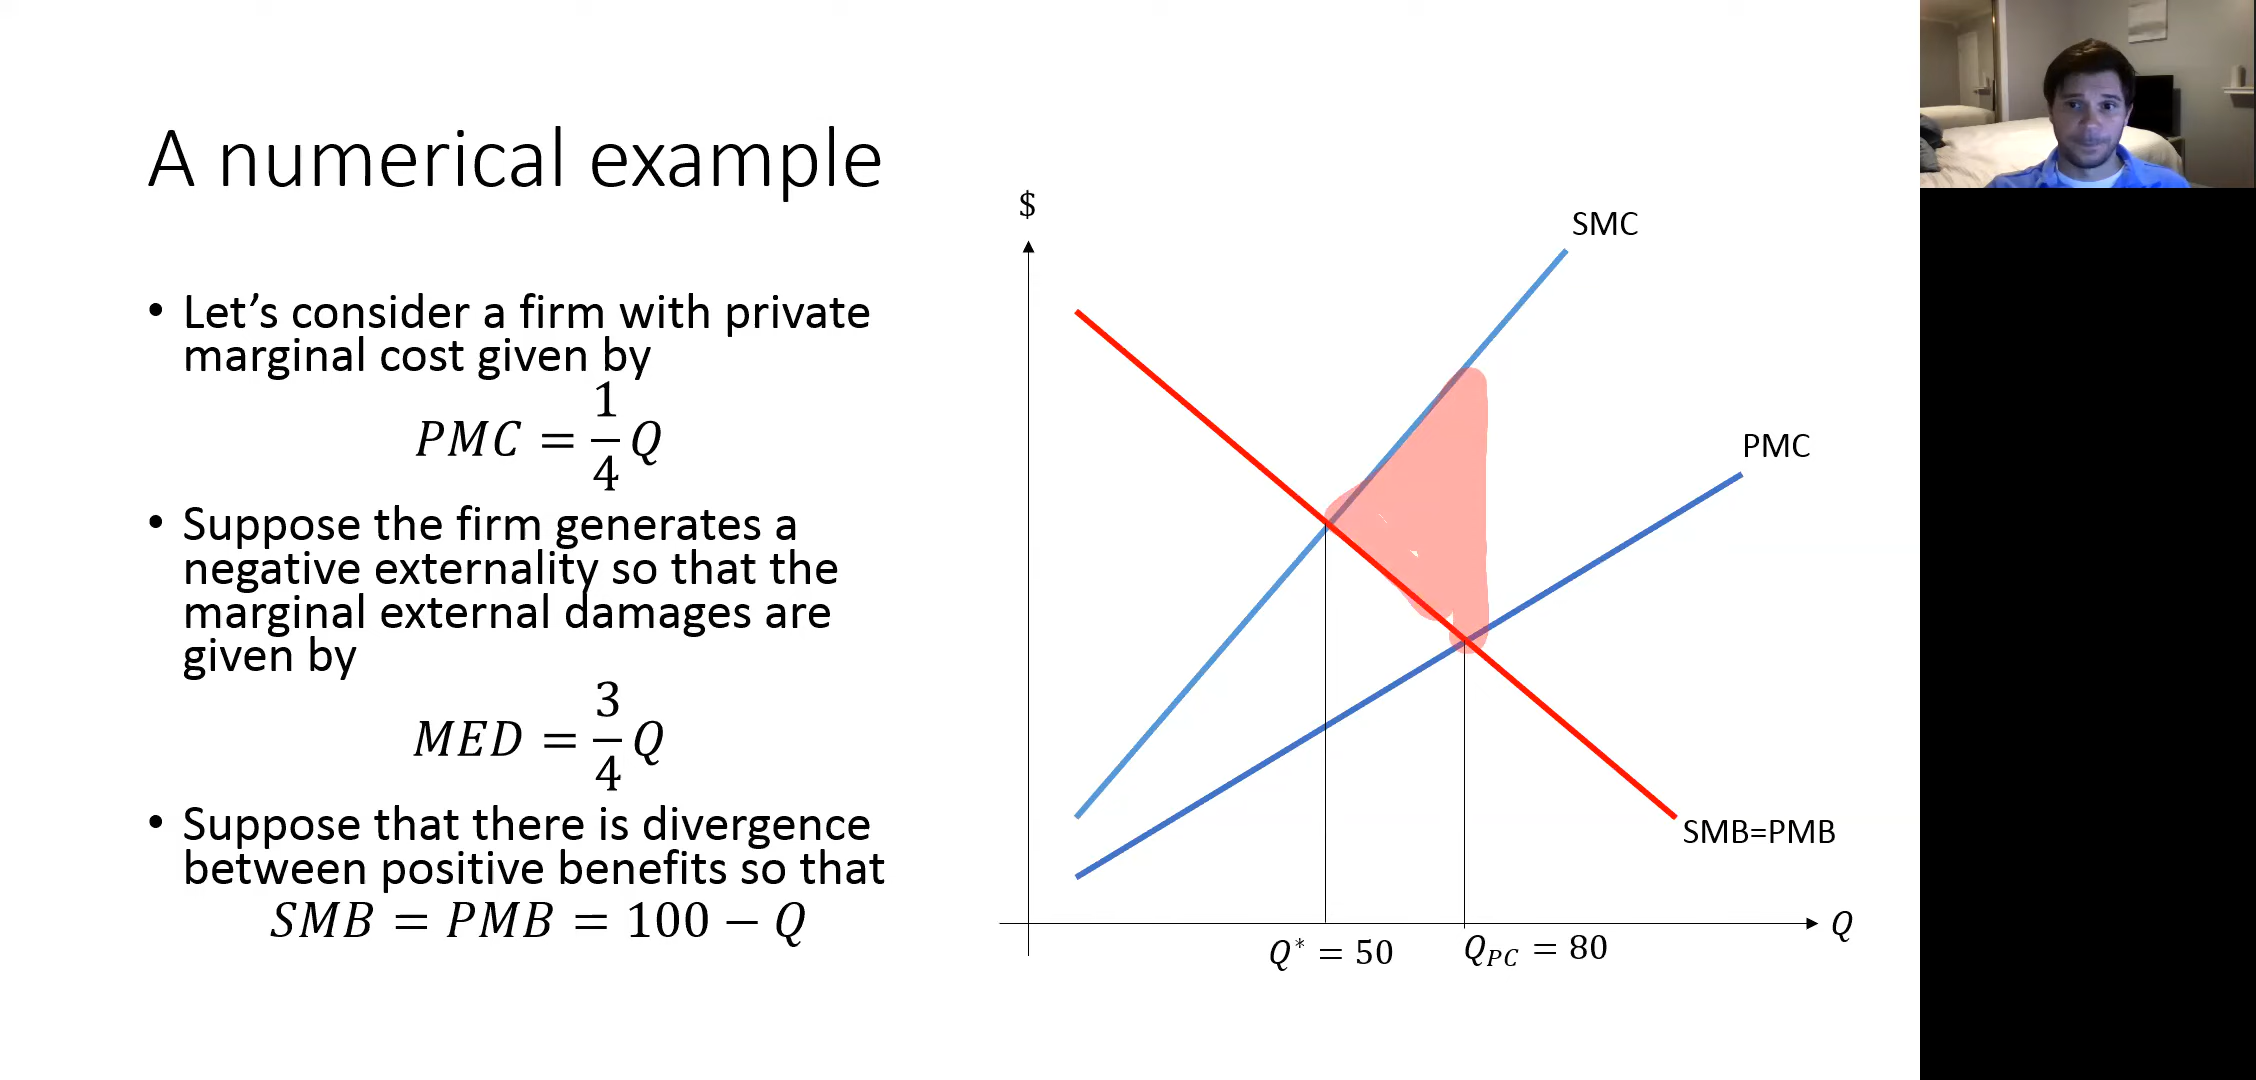 A numerical example
• Let's consider a firm with private
marginal cost given by
PMC = 1/4 Q
• Suppose the firm generates a
negative externality so that the
marginal external damages are
given by
MED = 3/4 Q
• Suppose that there is divergence
between positive benefits so that
SMB = PMB = 100 − Q
$
SMC
PMC
SMB=PMB
Q
Q* = 50
Q_PC = 80